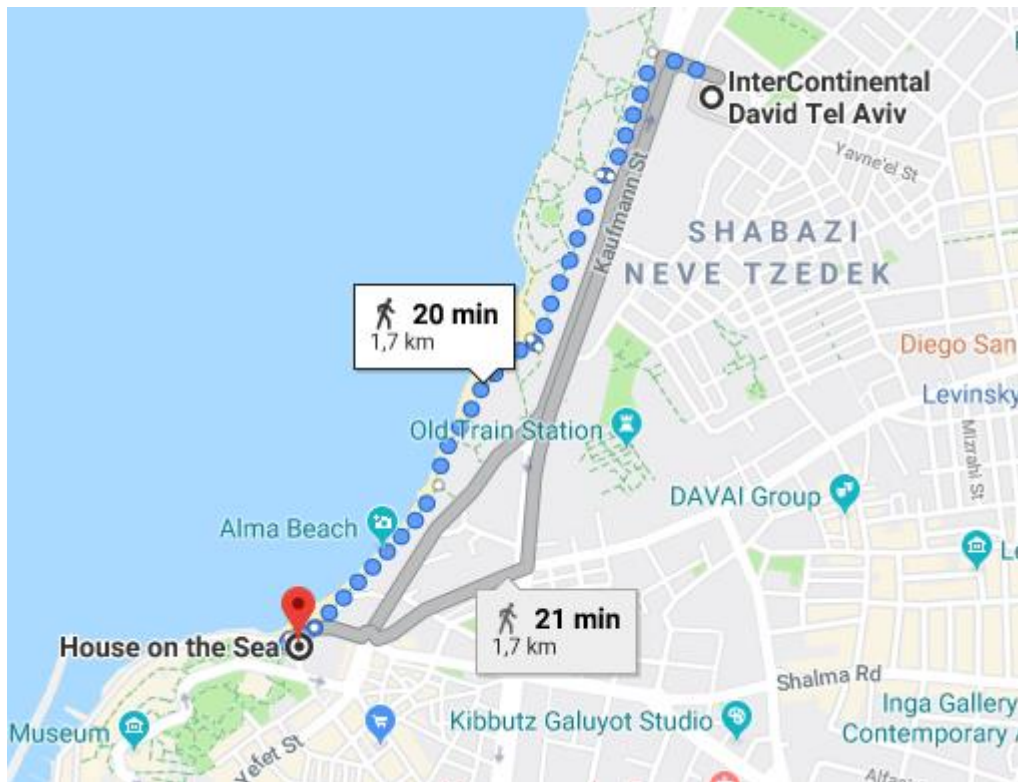 InterContinental
David Tel Aviv
Yavne'el St
Kaufmann St
SHABAZI
NEVE TZEDEK
20 min
1,7 km
Diego San
Levinsky
Old Train Station
Mizrahi St
DAVAI Group
Alma Beach
21 min
1,7 km
House on the Sea
Shalma Rd
Inga Gallery
Contemporary
Kibbutz Galuyot Studio
Museum
Yefet St